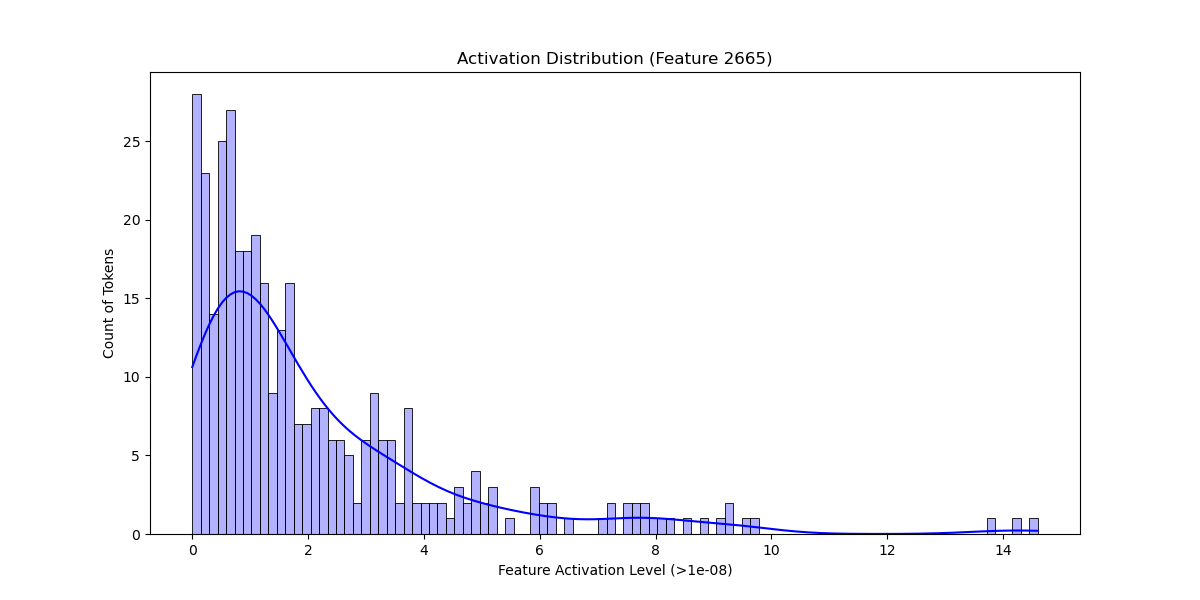 Activation Distribution (Feature 2665)
Count of Tokens
25
20
15
10
5
0
0 2 4 6 8 10 12 14
Feature Activation Level (>1e-08)